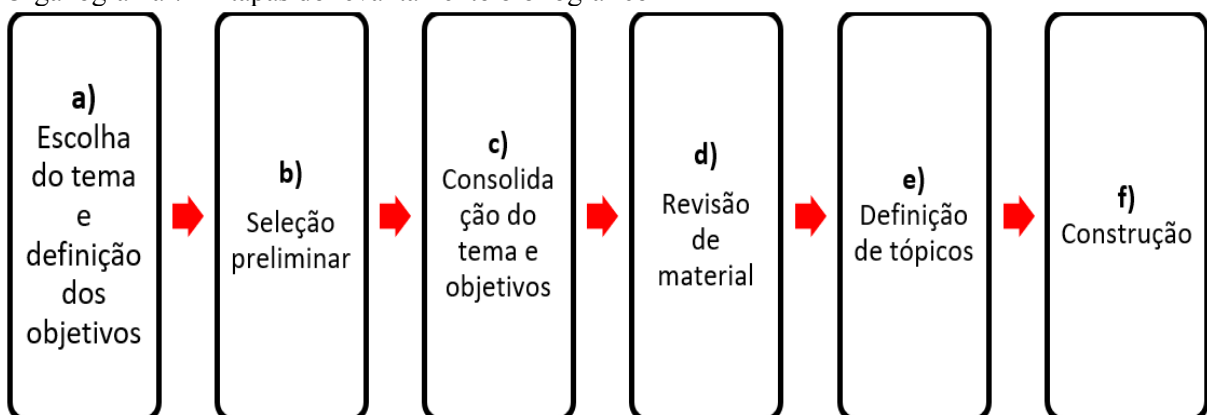 a)
Escolha
do tema
e
definição
dos
objetivos
b)
Seleção
preliminar
c)
Consolida
ção do
tema e
objetivos
d)
Revisão
de
material
e)
Definição
de tópicos
f)
Construção